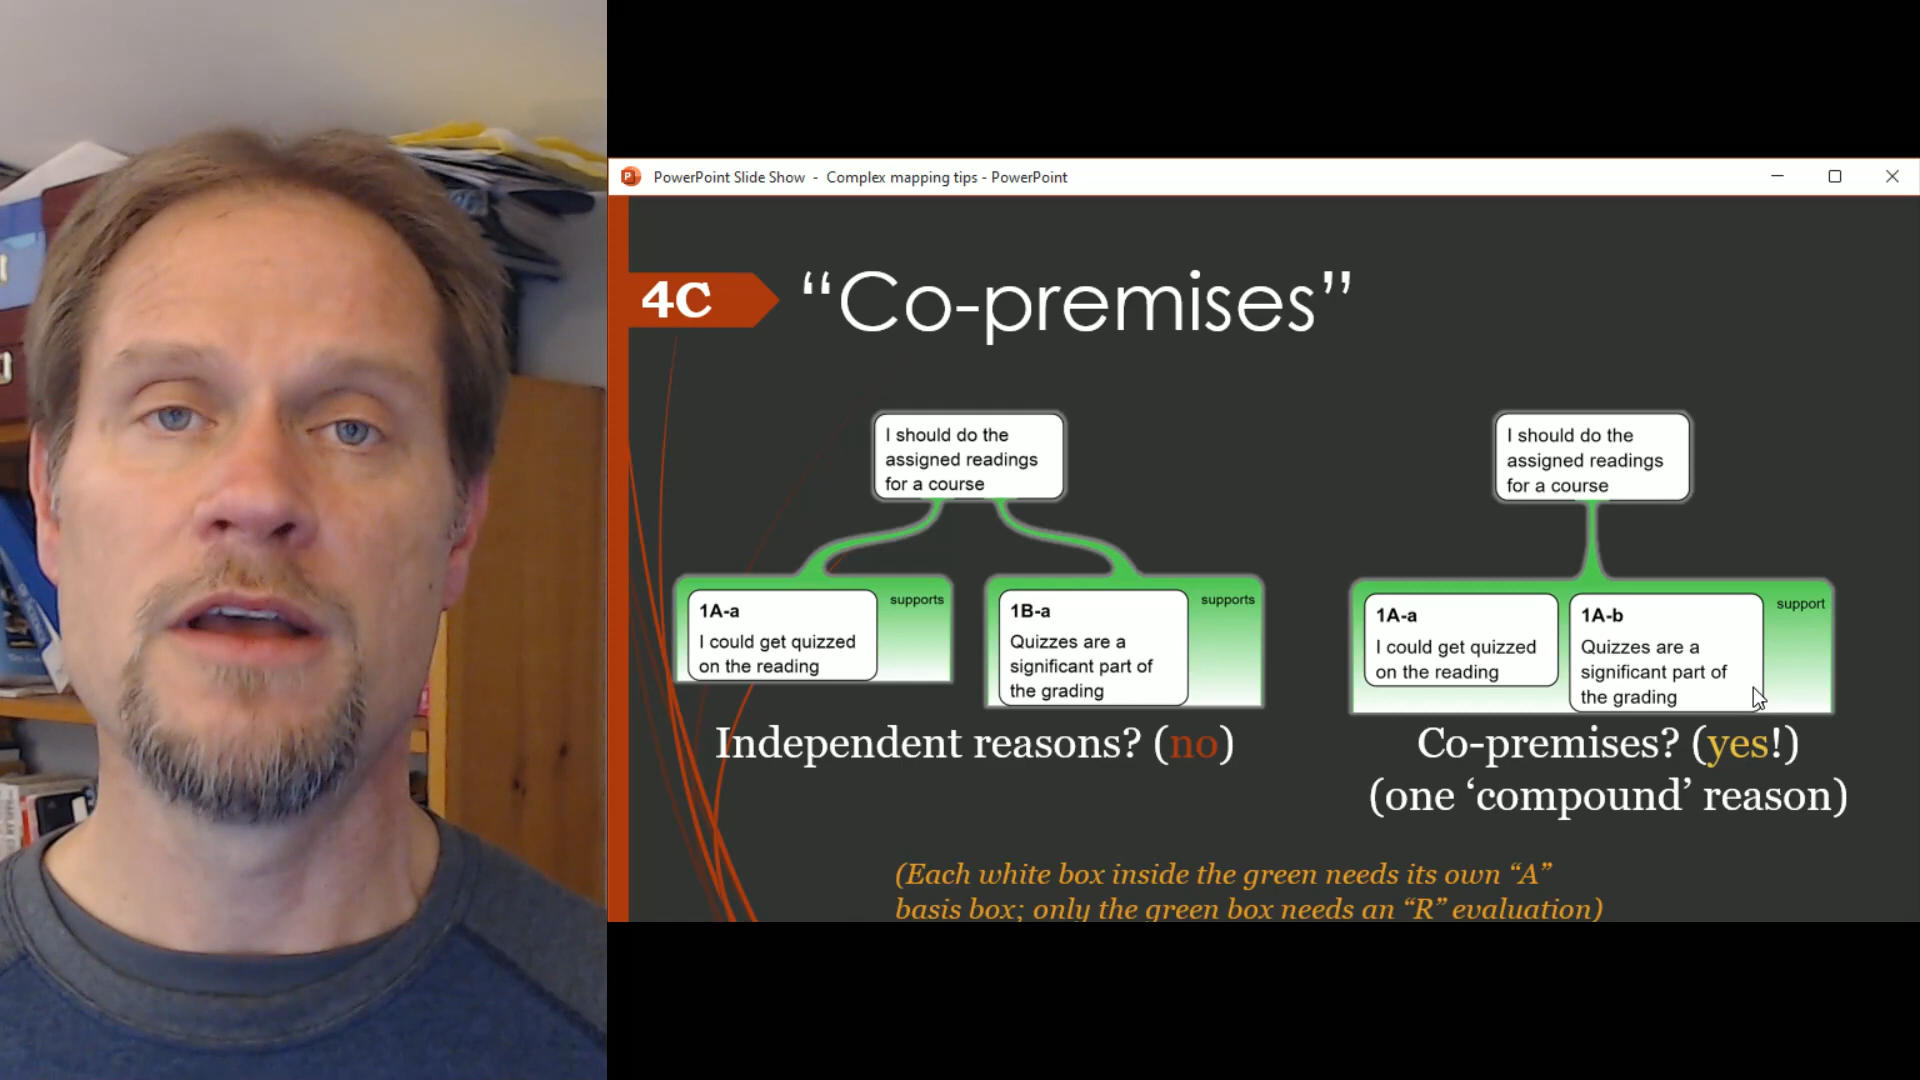 PowerPoint Slide Show - Complex mapping tips - PowerPoint
4C
“Co-premises”
I should do the
assigned readings
for a course
1A-a
I could get quizzed
on the reading
supports
1B-a
Quizzes are a
significant part of
the grading
supports
Independent reasons? (no)
I should do the
assigned readings
for a course
1A-a
I could get quizzed
on the reading
1A-b
Quizzes are a
significant part of
the grading
support
Co-premises? (yes!)
(one ‘compound’ reason)
(Each white box inside the green needs its own “A”
basis box; only the green box needs an “R” evaluation)